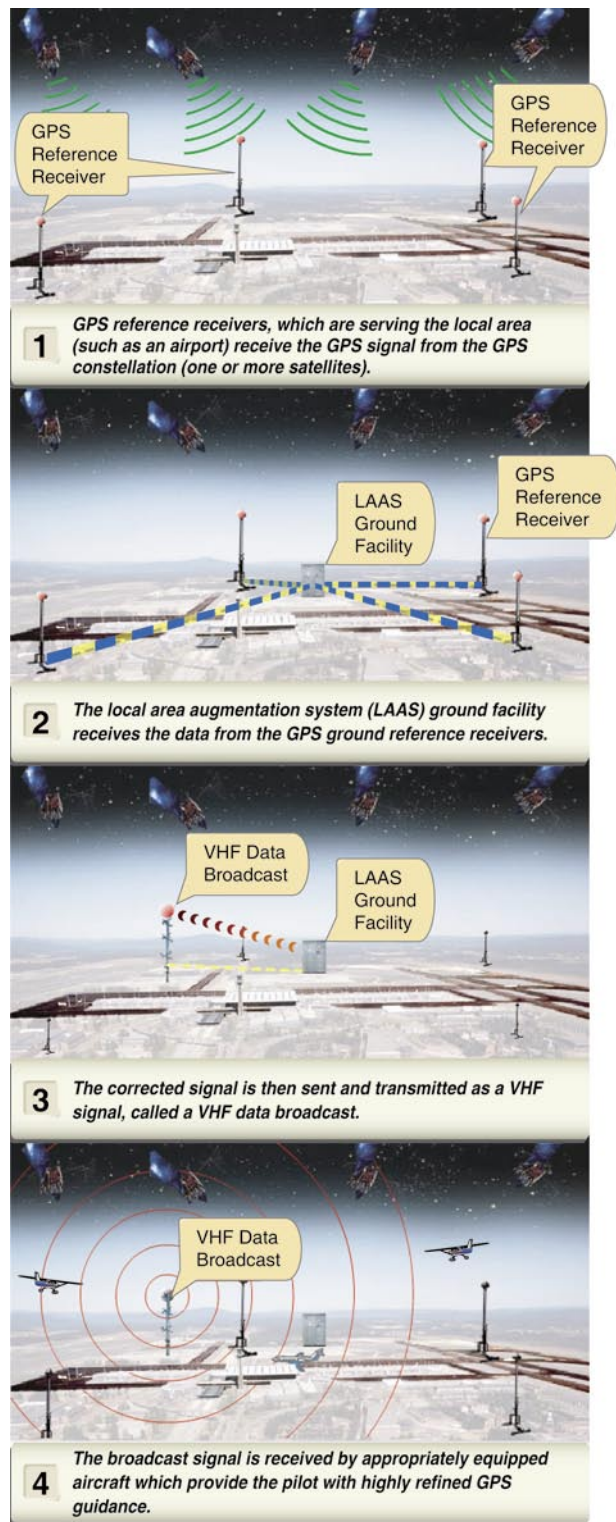 GPS
Reference
Receiver
GPS
Reference
Receiver
1
GPS reference receivers, which are serving the local area
(such as an airport) receive the GPS signal from the GPS
constellation (one or more satellites).
LAAS
Ground
Facility
GPS
Reference
Receiver
2
The local area augmentation system (LAAS) ground facility
receives the data from the GPS ground reference receivers.
VHF Data
Broadcast
LAAS
Ground
Facility
3
The corrected signal is then sent and transmitted as a VHF
signal, called a VHF data broadcast.
VHF Data
Broadcast
4
The broadcast signal is received by appropriately equipped
aircraft which provide the pilot with highly refined GPS
guidance.